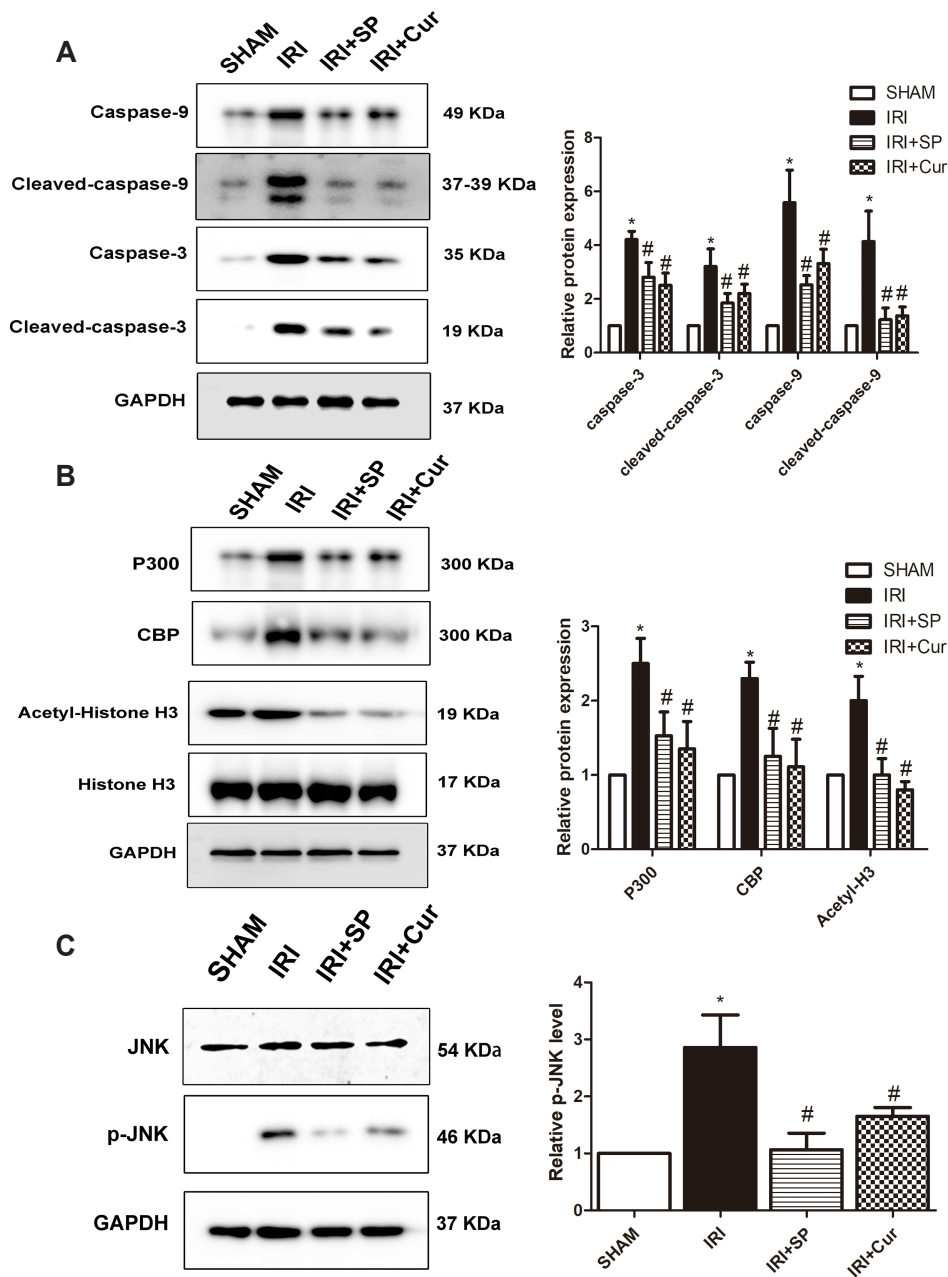 A
SHAM
IRI
IRI+SP
IRI+Cur
Caspase-9
49 KDa
Cleaved-caspase-9
37-39 KDa
Caspase-3
35 KDa
Cleaved-caspase-3
19 KDa
GAPDH
37 KDa
SHAM
IRI
IRI+SP
IRI+Cur
Relative protein expression
8
6
4
2
0
*
#
#
*
#
#
*
#
#
*
#
#
caspase-3
cleaved-caspase-3
caspase-9
cleaved-caspase-9
B
SHAM
IRI
IRI+SP
IRI+Cur
P300
300 KDa
CBP
300 KDa
Acetyl-Histone H3
19 KDa
Histone H3
17 KDa
GAPDH
37 KDa
SHAM
IRI
IRI+SP
IRI+Cur
Relative protein expression
3
2
1
0
*
#
#
*
#
#
*
#
#
P300
CBP
Acetyl-H3
C
SHAM
IRI
IRI+SP
IRI+Cur
JNK
54 KDa
p-JNK
46 KDa
GAPDH
37 KDa
Relative p-JNK level
4
3
2
1
0
*
#
#
SHAM
IRI
IRI+SP
IRI+Cur